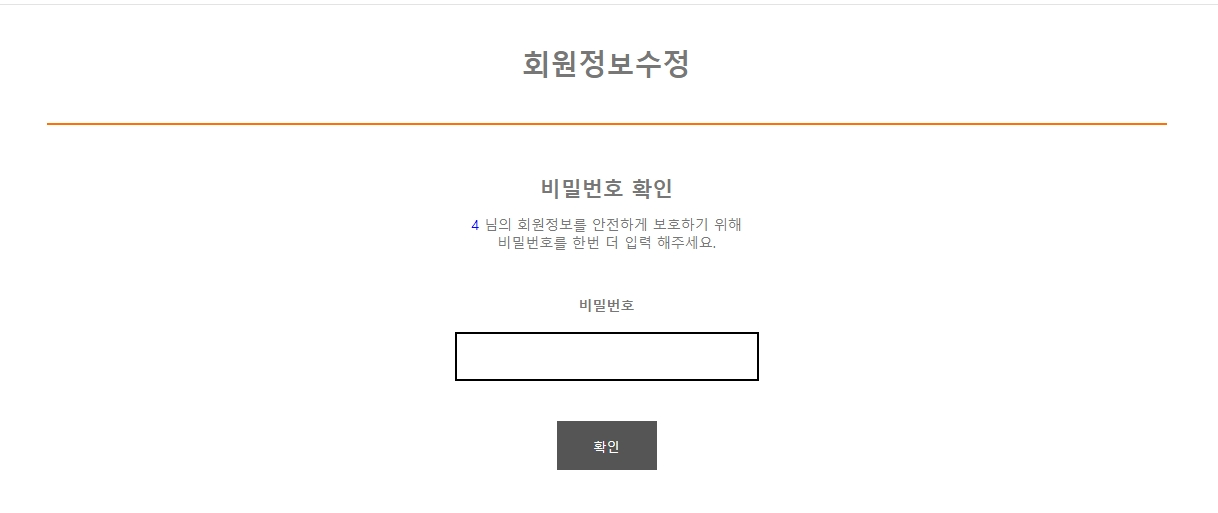 회원정보수정
비밀번호 확인
4 님의 회원정보를 안전하게 보호하기 위해
비밀번호를 한번 더 입력 해주세요.
비밀번호
확인